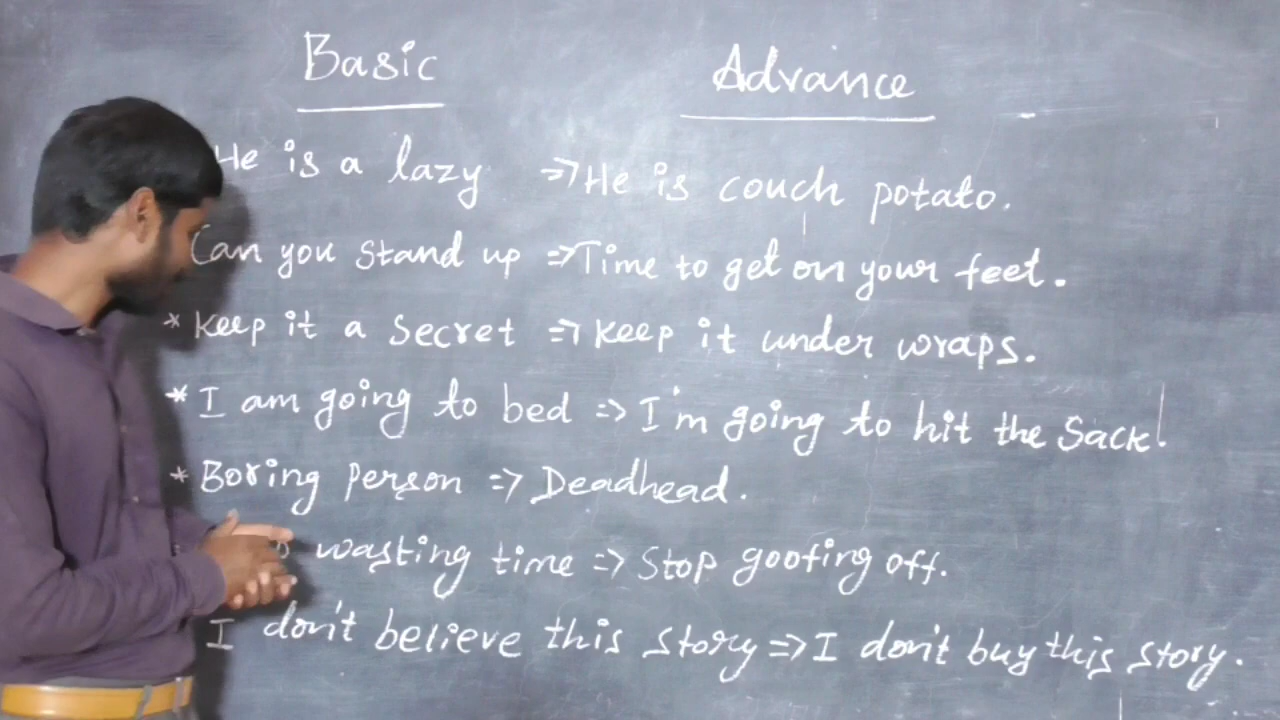 Basic Advance
He is a lazy => He is couch potato.
Can you stand up => Time to get on your feet.
* Keep it a secret => Keep it under wraps.
* I am going to bed => I'm going to hit the Sack!
* Boring person => Deadhead.
wasting time => Stop goofing off.
I don't believe this story => I don't buy this story.